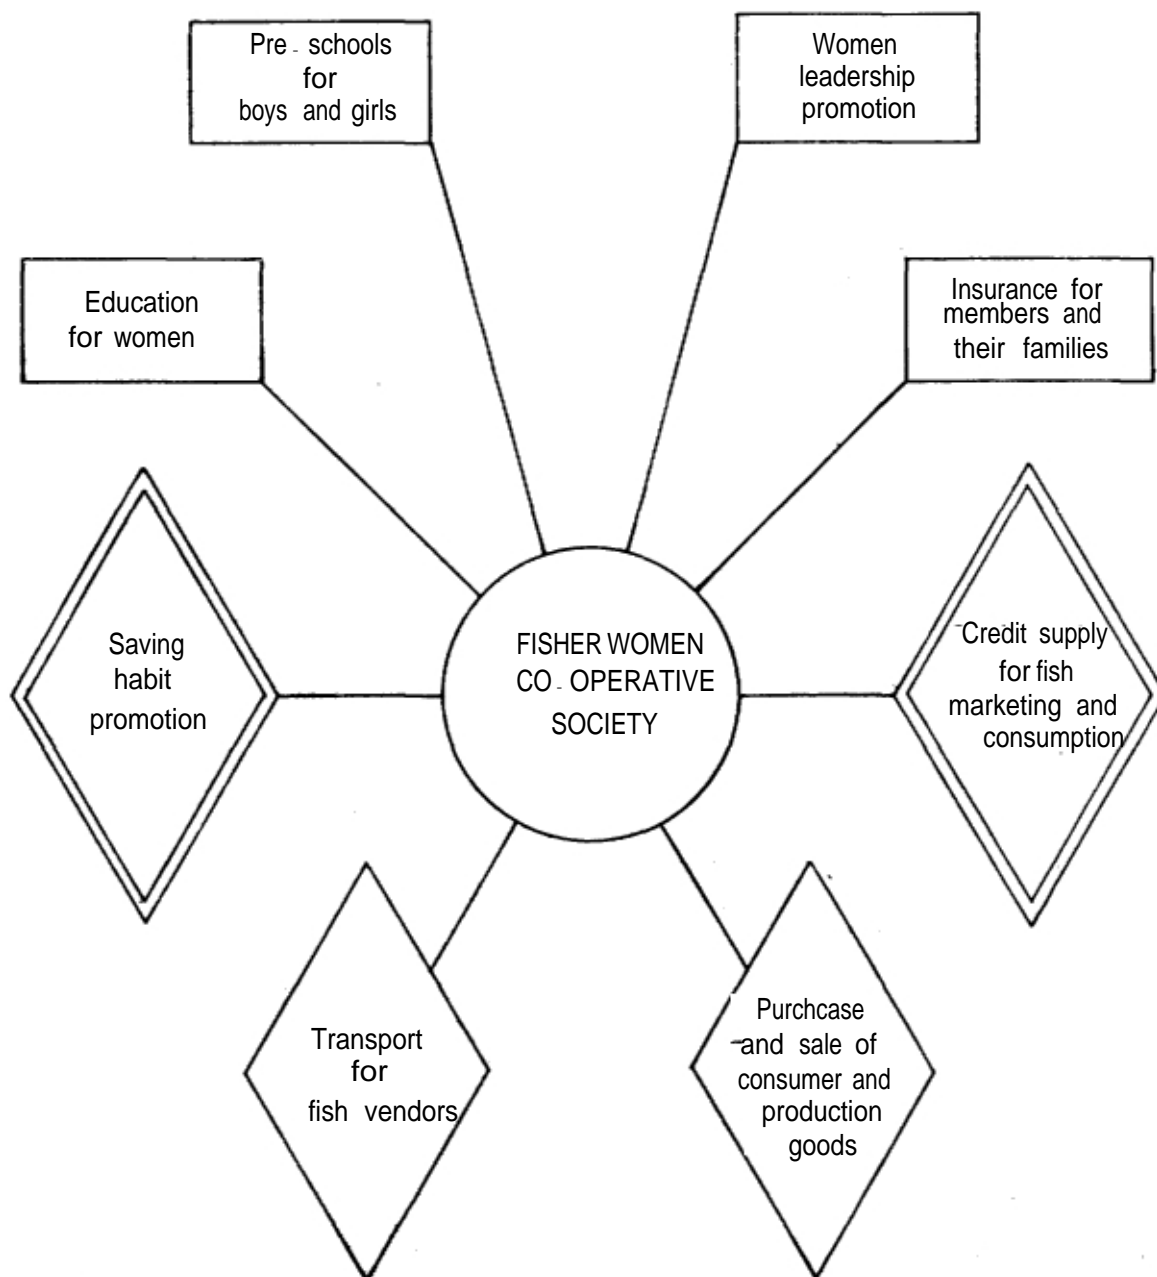 Pre - schools
for
boys and girls
Women
leadership
promotion
Education
for women
Insurance for
members and
their families
Saving
habit
promotion
FISHER WOMEN
CO - OPERATIVE
SOCIETY
Credit supply
for fish
marketing and
consumption
Transport
for
fish vendors
Purchcase
and sale of
consumer and
production
goods